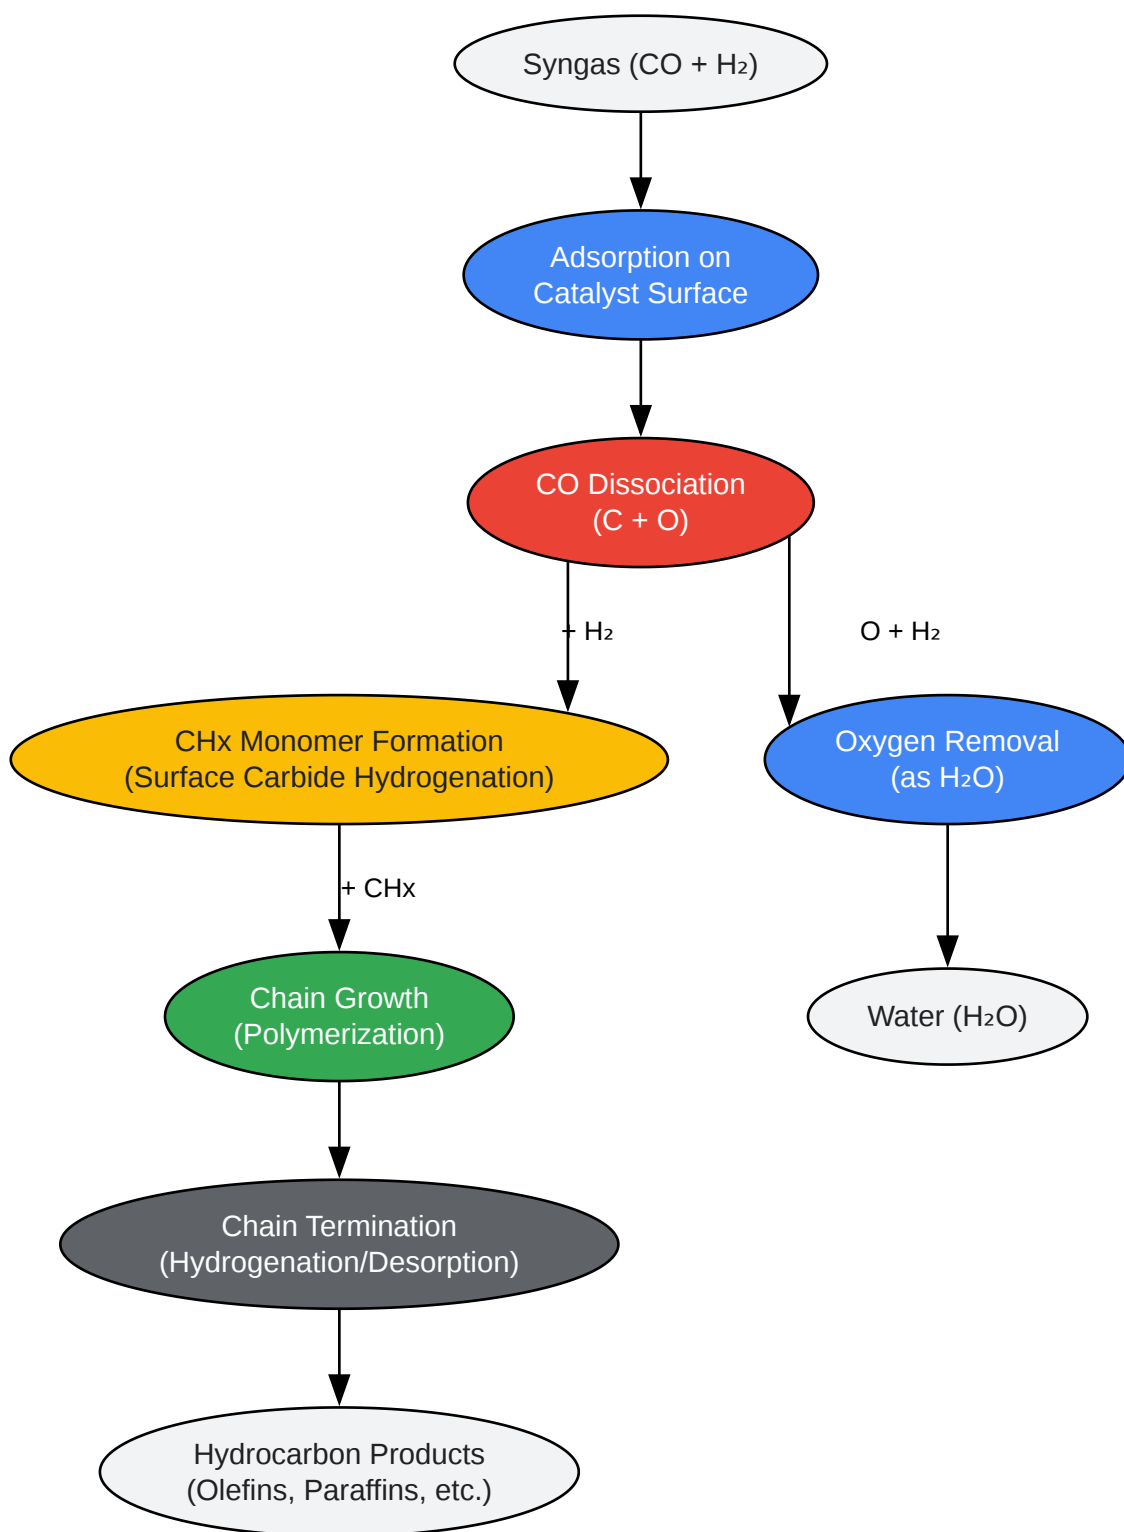 Syngas (CO + H₂)
Adsorption on
Catalyst Surface
CO Dissociation
(C + O)
+ H₂
O + H₂
CHx Monomer Formation
(Surface Carbide Hydrogenation)
Oxygen Removal
(as H₂O)
+ CHx
Chain Growth
(Polymerization)
Water (H₂O)
Chain Termination
(Hydrogenation/Desorption)
Hydrocarbon Products
(Olefins, Paraffins, etc.)